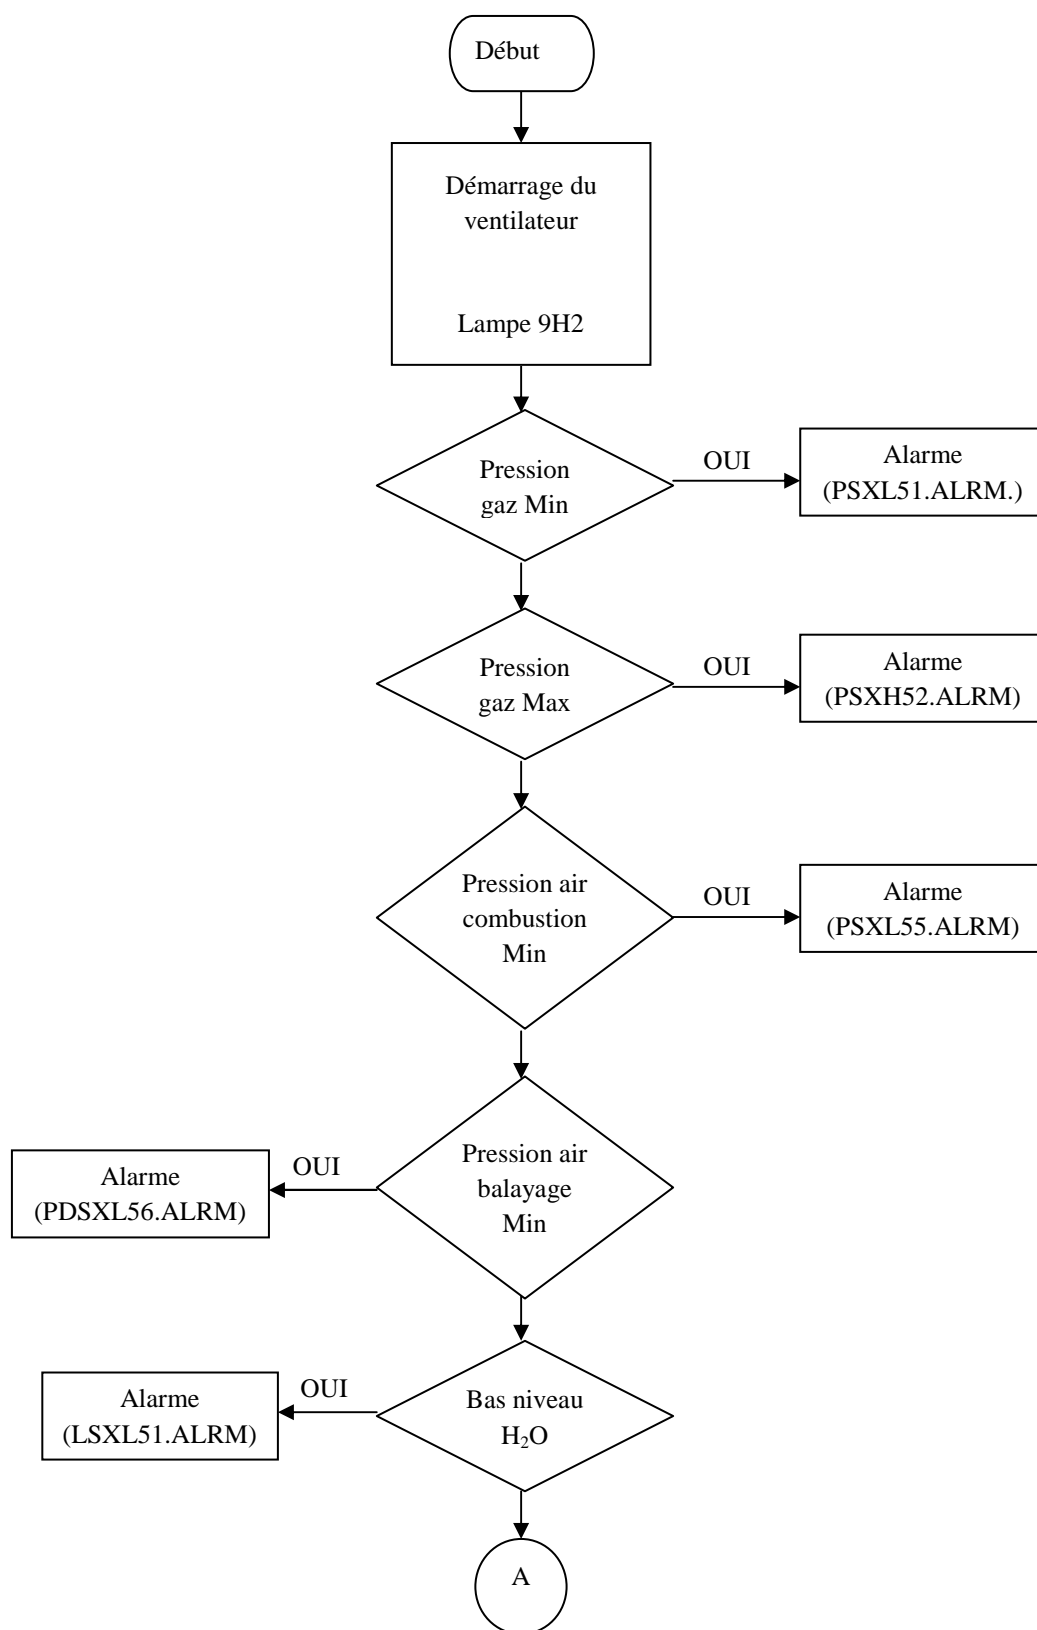 Début
Démarrage du
ventilateur
Lampe 9H2
Pression
gaz Min
OUI
Alarme
(PSXL51.ALRM.)
Pression
gaz Max
OUI
Alarme
(PSXH52.ALRM)
Pression air
combustion
Min
OUI
Alarme
(PSXL55.ALRM)
Pression air
balayage
Min
OUI
Alarme
(PDSXL56.ALRM)
Bas niveau
H₂O
OUI
Alarme
(LSXL51.ALRM)
A